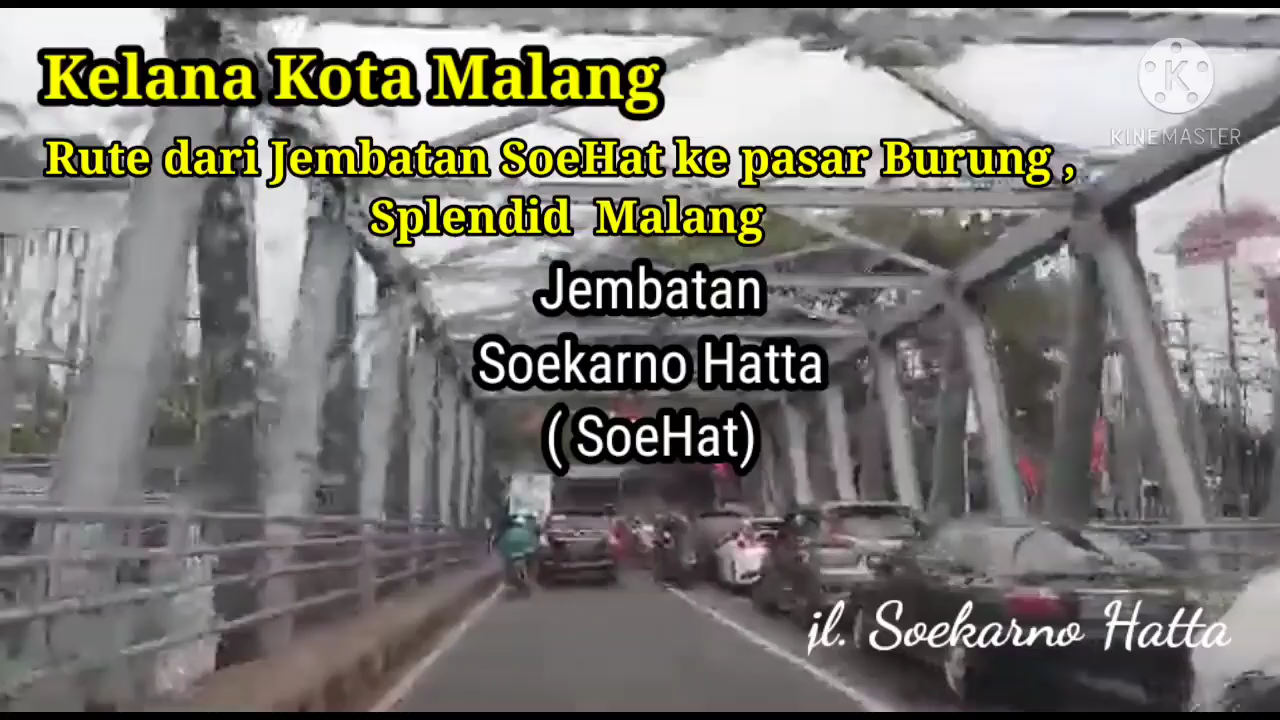 Kelana Kota Malang
Rute dari Jembatan SoeHat ke pasar Burung ,
Splendid Malang
Jembatan
Soekarno Hatta
( SoeHat)
jl. Soekarno Hatta
K
KINEMASTER